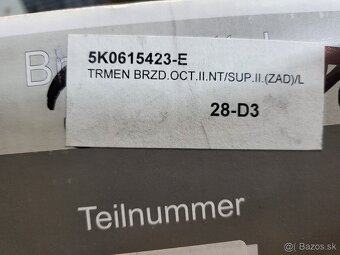 5K0615423-E
TRMEN BRZD.OCT.II.NT/SUP.II.(ZAD)/L
28-D3
Teilnummer
© Bazos.sk